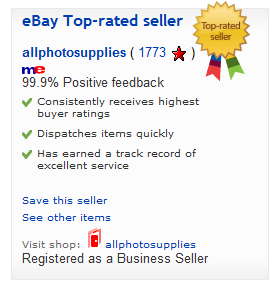 eBay Top-rated seller
Top-rated
seller
allphotosupplies ( 1773 )
me
99.9% Positive feedback
Consistently receives highest
buyer ratings
Dispatches items quickly
Has earned a track record of
excellent service
Save this seller
See other items
Visit shop: allphotosupplies
Registered as a Business Seller